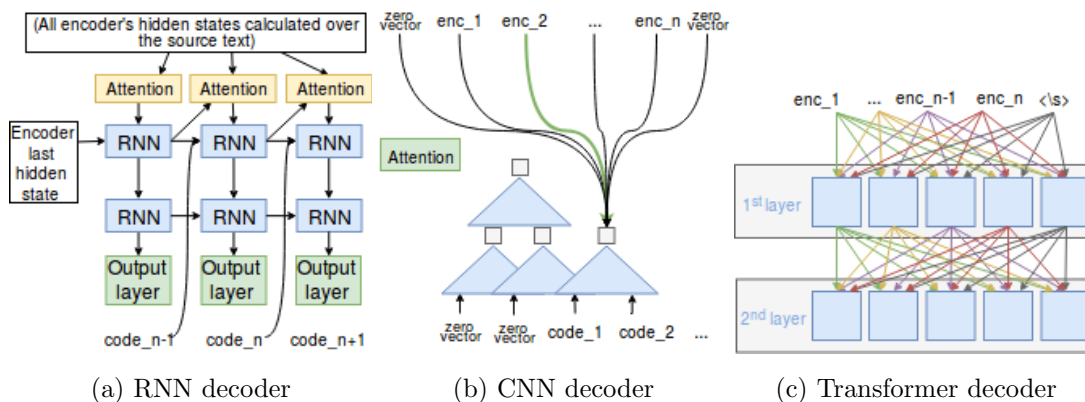 (All encoder's hidden states calculated over
the source text)
Attention
Attention
Attention
Encoder
last
hidden
state
RNN
RNN
RNN
RNN
RNN
RNN
Output
layer
Output
layer
Output
layer
code_n-1
code_n
code_n+1
(a) RNN decoder
zero
vector
enc_1
enc_2
...
enc_n
zero
vector
Attention
zero
vector
zero
vector
code_1
code_2
...
(b) CNN decoder
enc_1
...
enc_n-1
enc_n
<\s>
1st layer
2nd layer
(c) Transformer decoder